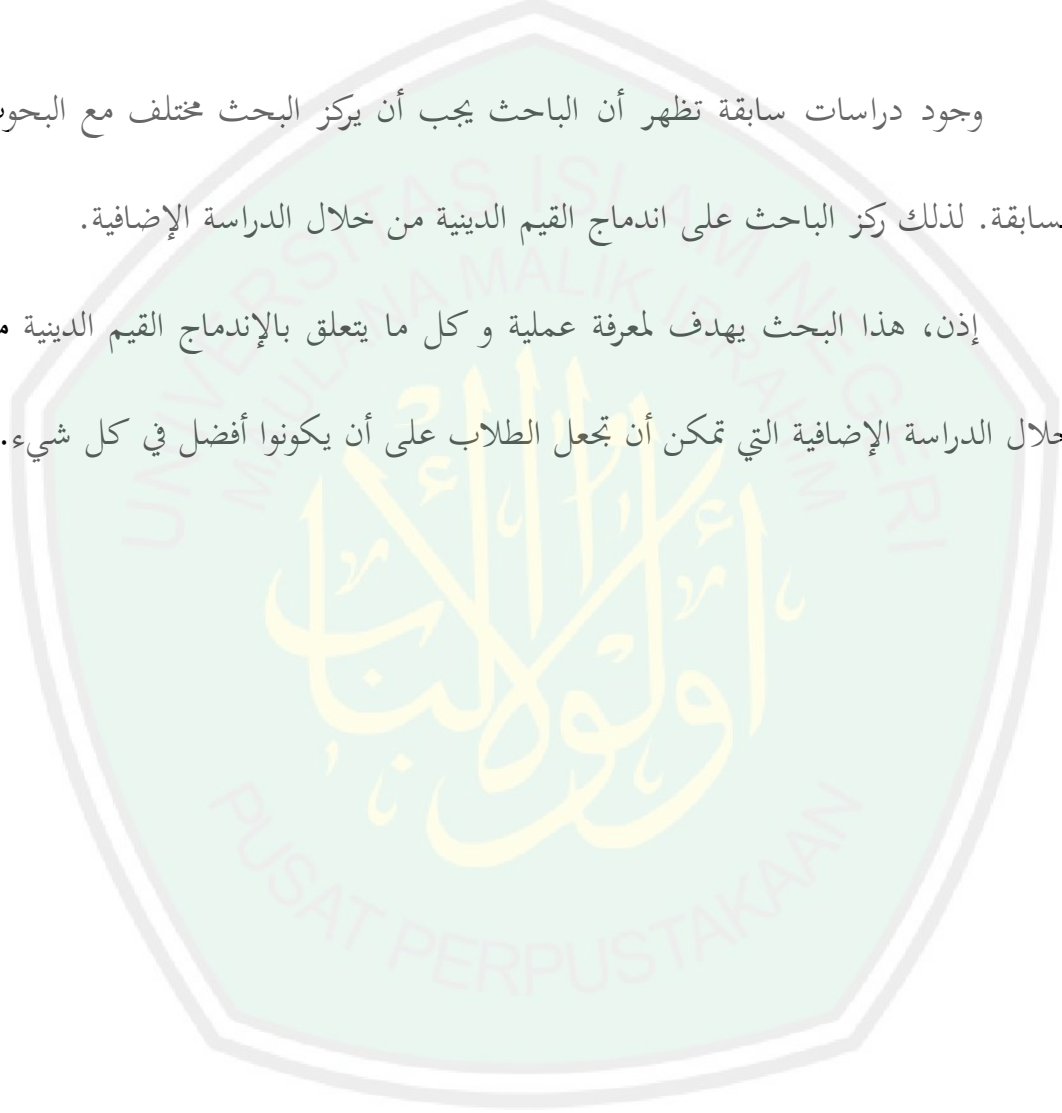 وجود دراسات سابقة تظهر أن الباحث يجب أن يركز البحث مختلف مع
سابقة. لذلك ركز الباحث على اندماج القيم الدينية من خلال الدراسة الإضافية.
إذن، هذا البحث يهدف لمعرفة عملية و كل ما يتعلق بالإندماج القيم الدينية
الدراسة الإضافية التي تمكن أن تجعل الطلاب على أن يكونوا أفضل في كل شيء.
UNIVERSITAS ISLAM NEGERI
MAULANA MALIK IBRAHIM
أولوا الألباب
PUSAT PERPUSTAKAAN